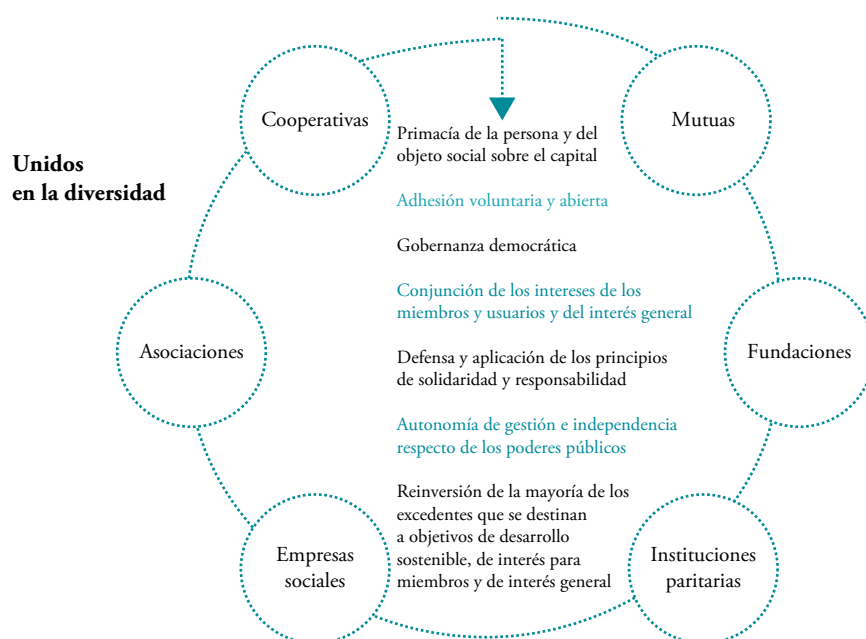 Unidos
en la diversidad
Cooperativas
Mutuas
Asociaciones
Fundaciones
Empresas
sociales
Instituciones
paritarias
Primacía de la persona y del
objeto social sobre el capital
Adhesión voluntaria y abierta
Gobernanza democrática
Conjunción de los intereses de los
miembros y usuarios y del interés general
Defensa y aplicación de los principios
de solidaridad y responsabilidad
Autonomía de gestión e independencia
respecto de los poderes públicos
Reinversión de la mayoría de los
excedentes que se destinan
a objetivos de desarrollo
sostenible, de interés para
miembros y de interés general